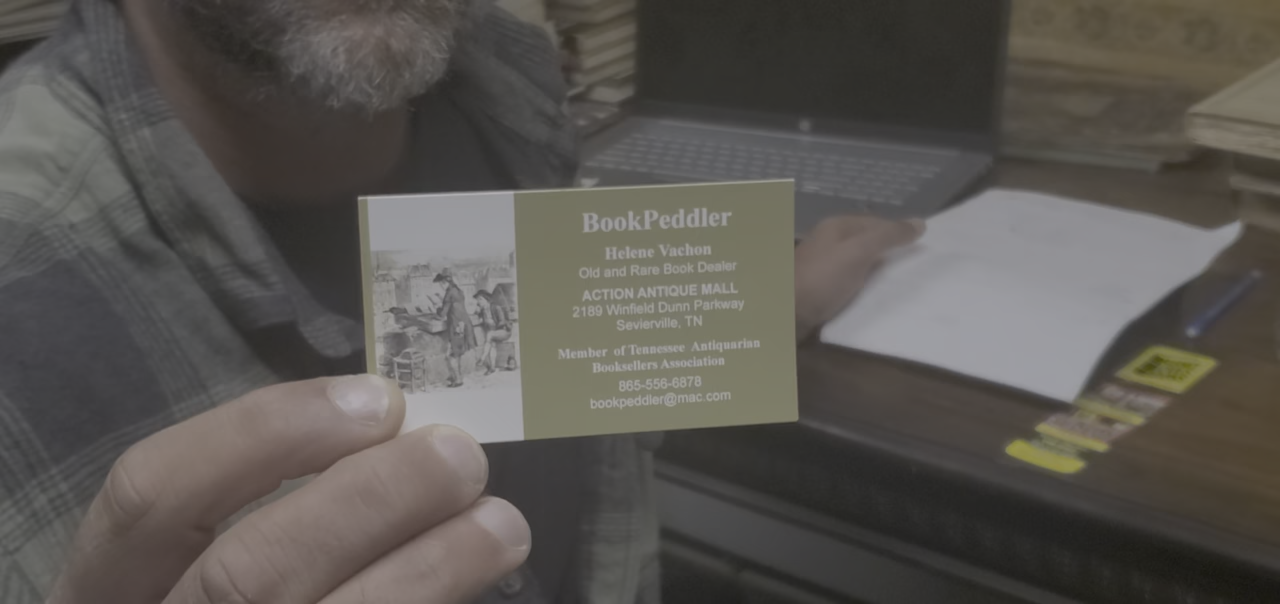 BookPeddler
Helene Vachon
Old and Rare Book Dealer
ACTION ANTIQUE MALL
2189 Winfield Dunn Parkway
Sevierville, TN
Member of Tennessee Antiquarian
Booksellers Association
865-556-6878
bookpeddler@mac.com